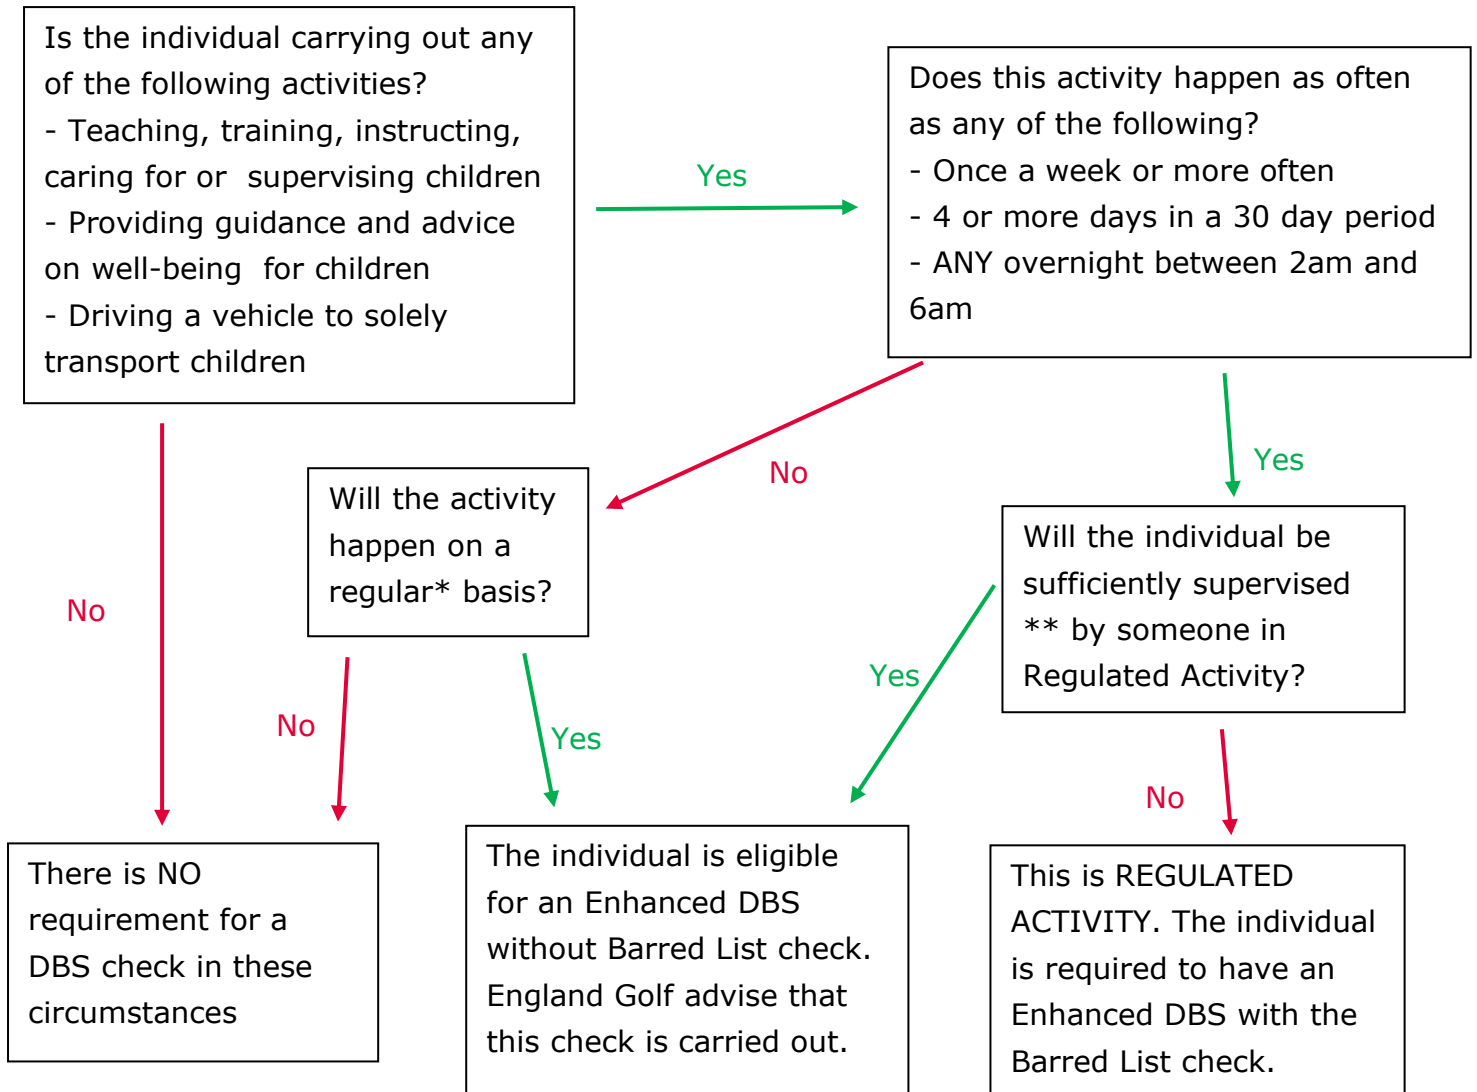 Is the individual carrying out any
of the following activities?
- Teaching, training, instructing,
caring for or  supervising children
- Providing guidance and advice
on well-being  for children
- Driving a vehicle to solely
transport children
Yes
Does this activity happen as often
as any of the following?
- Once a week or more often
- 4 or more days in a 30 day period
- ANY overnight between 2am and
6am
No
No
Yes
Will the activity
happen on a
regular* basis?
Will the individual be
sufficiently supervised
** by someone in
Regulated Activity?
No
Yes
Yes
No
There is NO
requirement for a
DBS check in these
circumstances
The individual is eligible
for an Enhanced DBS
without Barred List check.
England Golf advise that
this check is carried out.
This is REGULATED
ACTIVITY. The individual
is required to have an
Enhanced DBS with the
Barred List check.